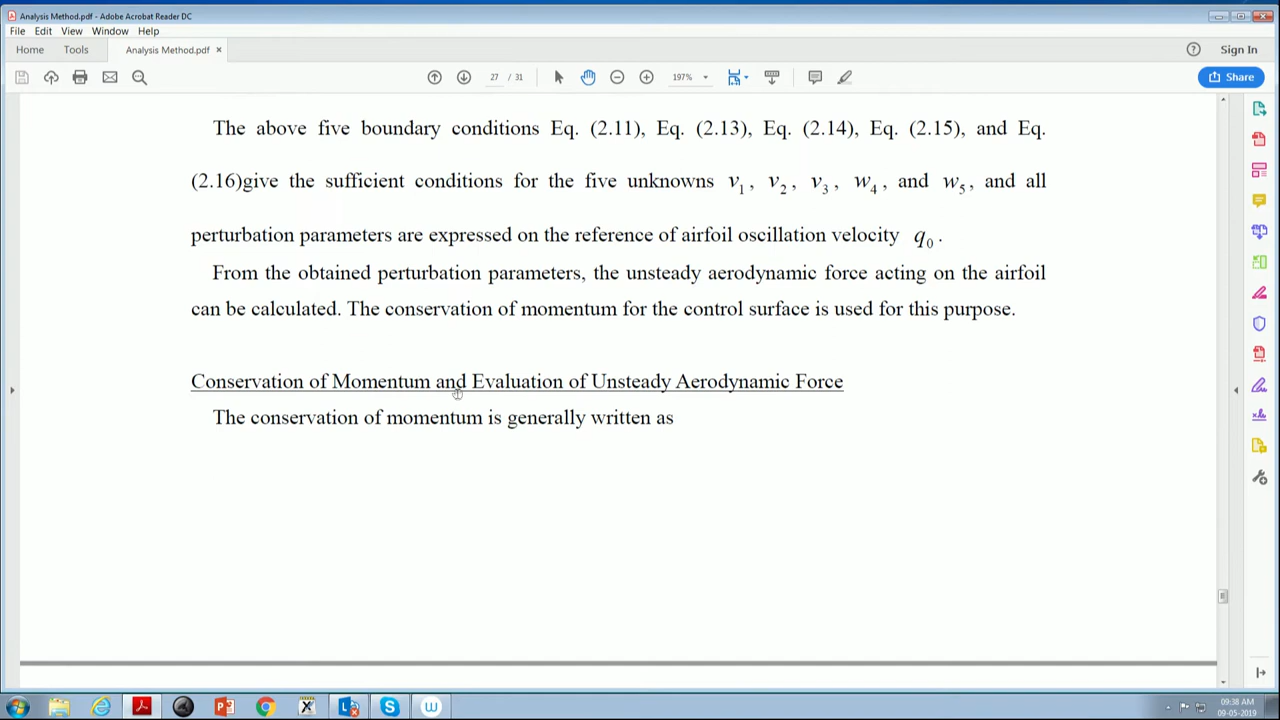 Analysis Method.pdf - Adobe Acrobat Reader DC
File Edit View Window Help
Home Tools Analysis Method.pdf × Sign In
27 / 31 197% Share
The above five boundary conditions Eq. (2.11), Eq. (2.13), Eq. (2.14), Eq. (2.15), and Eq.
(2.16)give the sufficient conditions for the five unknowns v₁, v₂, v₃, w₄, and w₅, and all
perturbation parameters are expressed on the reference of airfoil oscillation velocity q₀.
From the obtained perturbation parameters, the unsteady aerodynamic force acting on the airfoil
can be calculated. The conservation of momentum for the control surface is used for this purpose.
Conservation of Momentum and Evaluation of Unsteady Aerodynamic Force
The conservation of momentum is generally written as
09:38 AM
09-05-2019